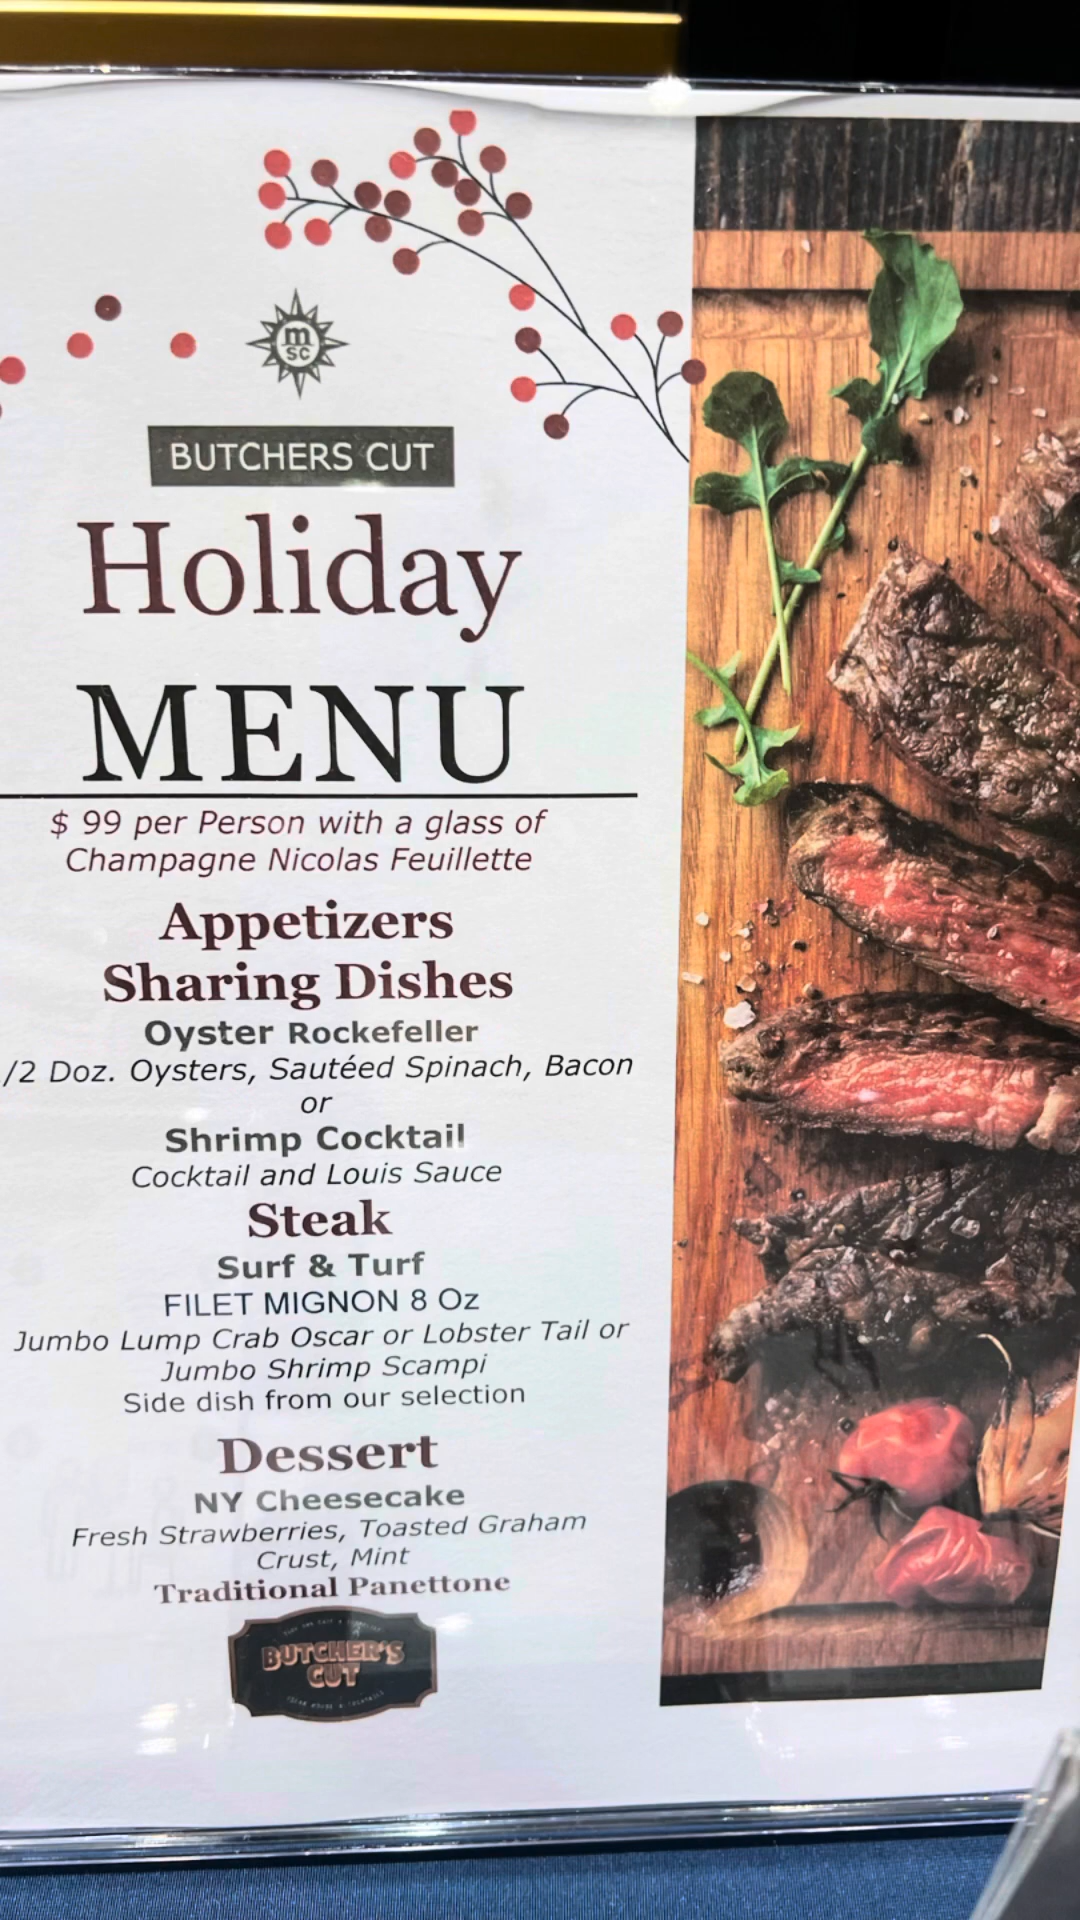 m
SC
BUTCHERS CUT
Holiday
MENU
$ 99 per Person with a glass of
Champagne Nicolas Feuillette
Appetizers
Sharing Dishes
Oyster Rockefeller
/2 Doz. Oysters, Sautéed Spinach, Bacon
or
Shrimp Cocktail
Cocktail and Louis Sauce
Steak
Surf & Turf
FILET MIGNON 8 Oz
Jumbo Lump Crab Oscar or Lobster Tail or
Jumbo Shrimp Scampi
Side dish from our selection
Dessert
NY Cheesecake
Fresh Strawberries, Toasted Graham
Crust, Mint
Traditional Panettone
BUTCHER'S
CUT